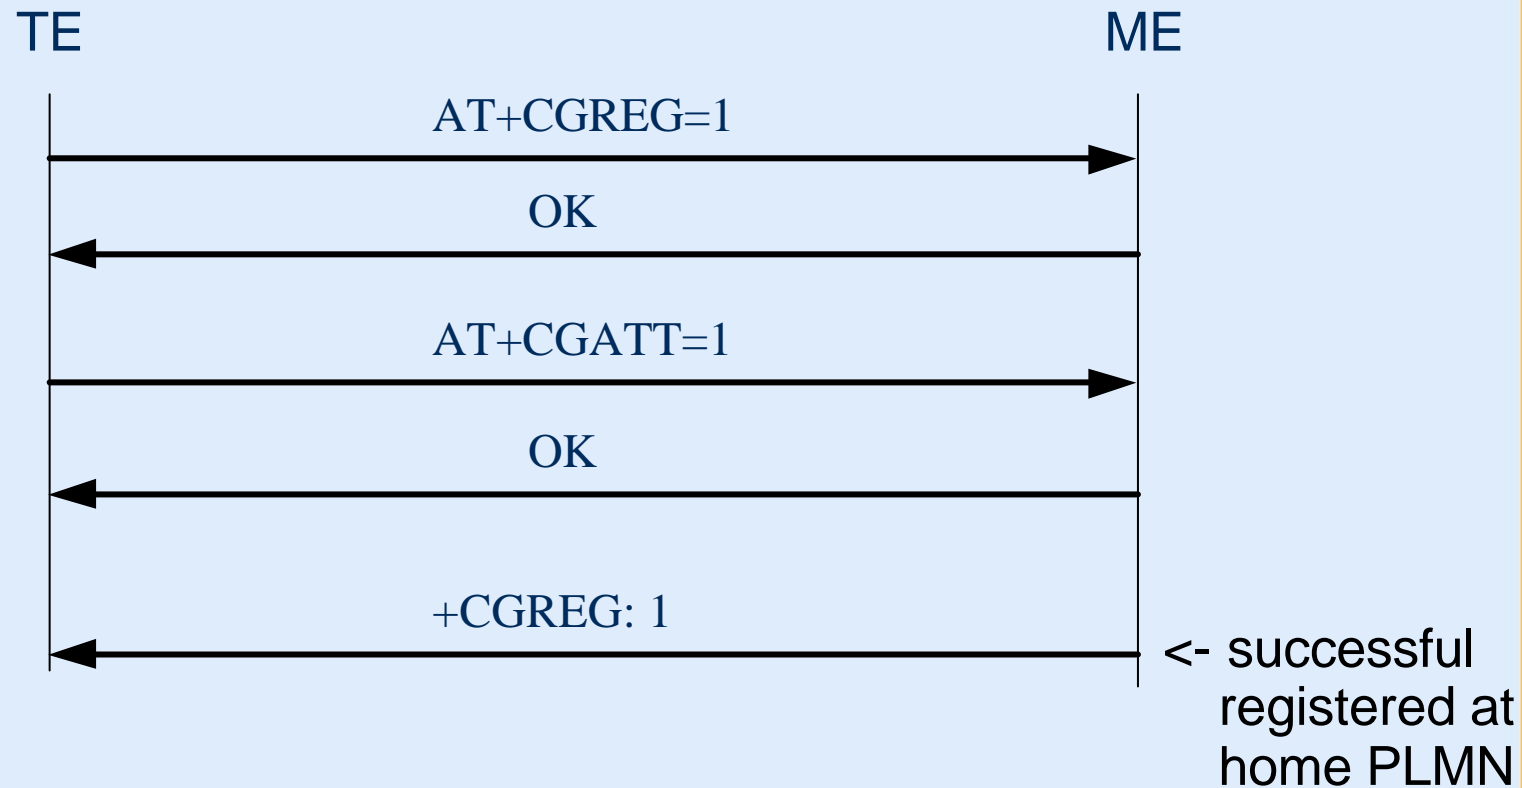 TE ME
AT+CGREG=1
OK
AT+CGATT=1
OK
+CGREG: 1
<- successful
registered at
home PLMN